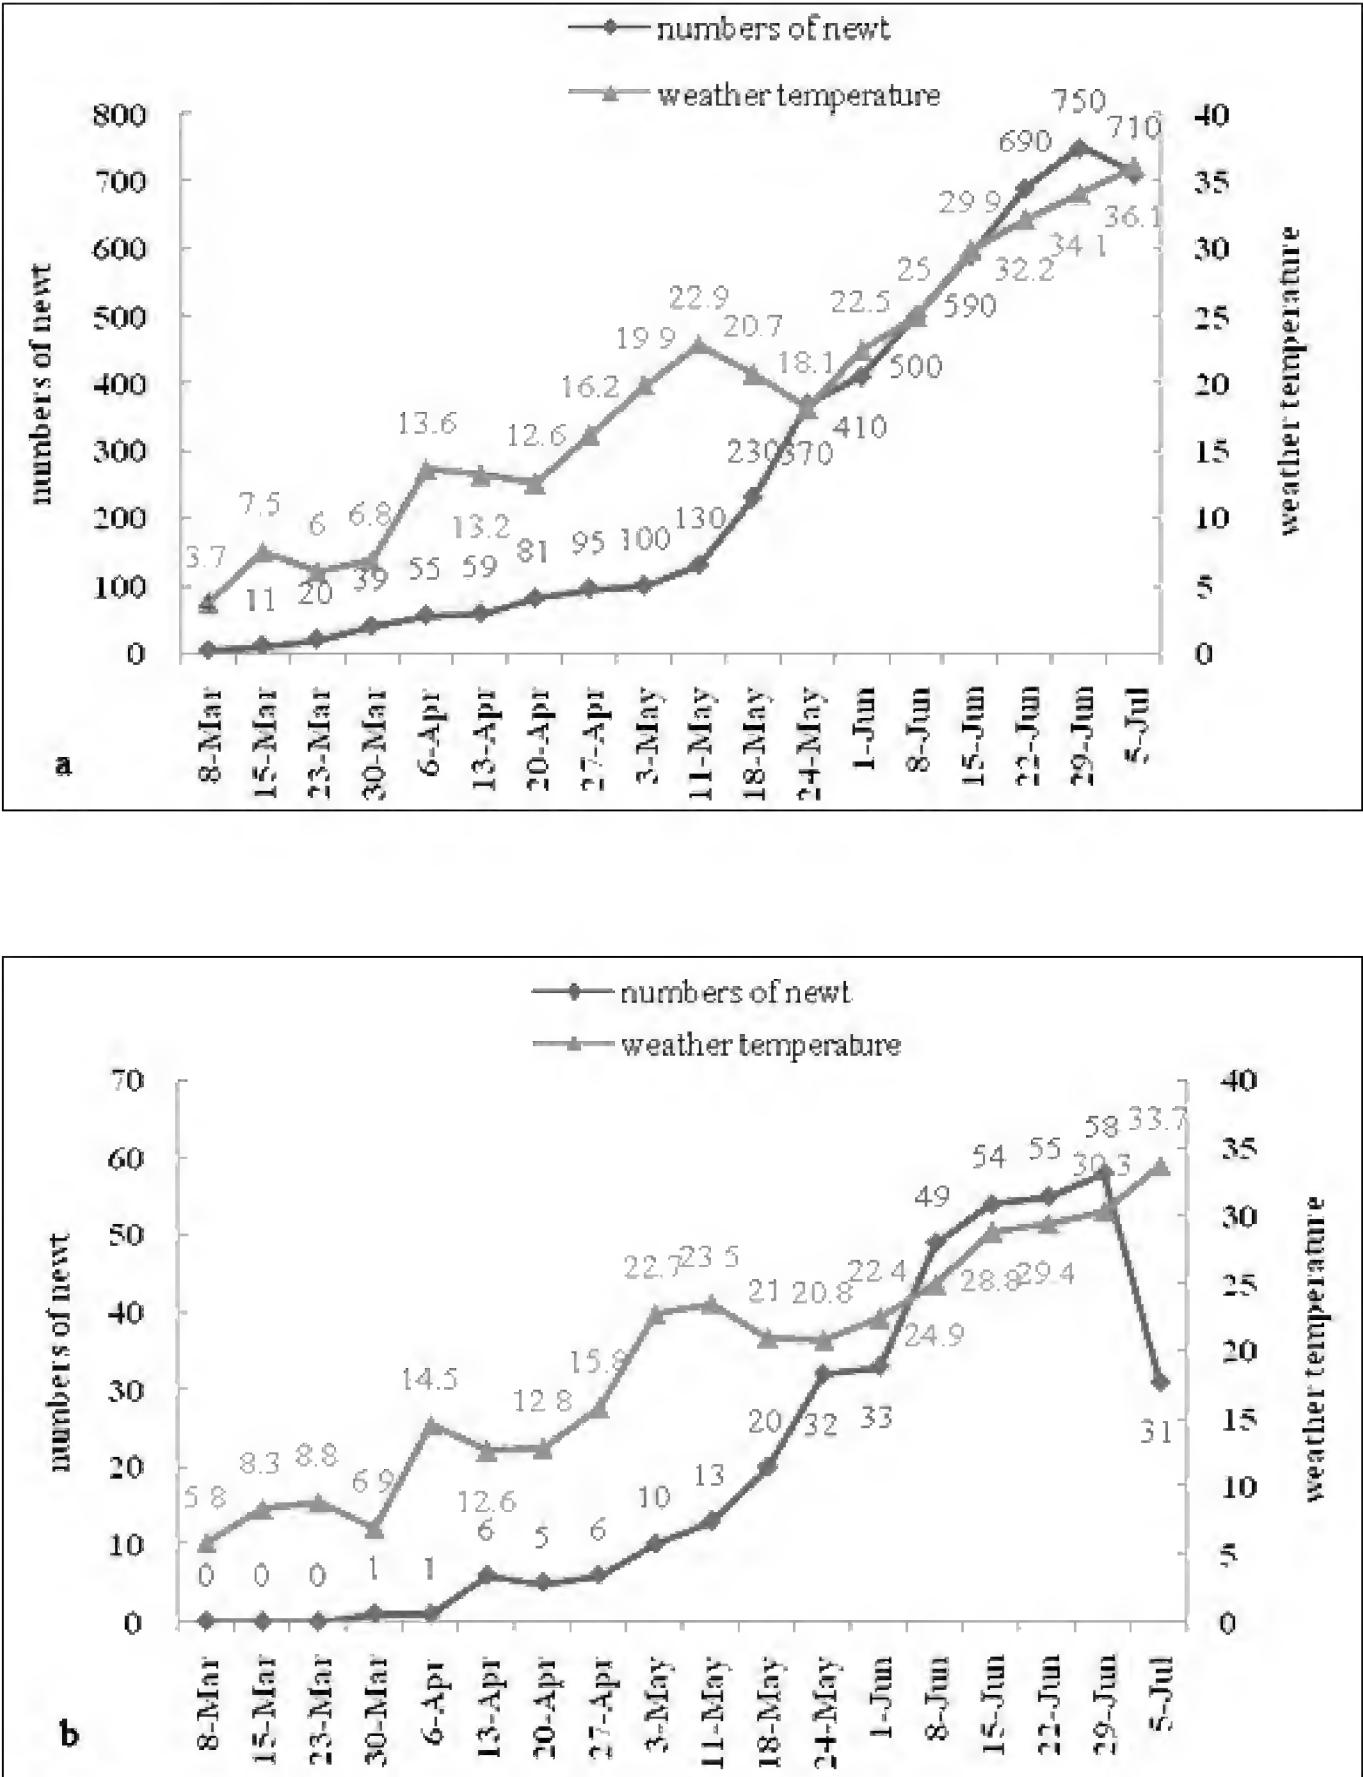 numbers of newt
weather temperature
800
700
600
500
400
300
200
100
0
numbers of newt
40
35
30
25
20
15
10
5
0
weather temperature
3.7
7.5
6
6.8
13.6
13.2
12.6
16.2
19.9
22.9
20.7
18.1
22.5
25
29.9
32.2
34.1
36.1
11
20
39
55
59
81
95
100
130
230
370
410
500
590
690
750
710
8-Mar
15-Mar
23-Mar
30-Mar
6-Apr
13-Apr
20-Apr
27-Apr
3-May
11-May
18-May
24-May
1-Jun
8-Jun
15-Jun
22-Jun
29-Jun
5-Jul
a
numbers of newt
weather temperature
70
60
50
40
30
20
10
0
numbers of newt
40
35
30
25
20
15
10
5
0
weather temperature
5.8
8.3
8.8
6.9
14.5
12.6
12.8
15.8
22.7
23.5
21
20.8
22.4
24.9
28.8
29.4
30.3
33.7
0
0
0
1
1
6
5
6
10
13
20
32
33
49
54
55
58
31
8-Mar
15-Mar
23-Mar
30-Mar
6-Apr
13-Apr
20-Apr
27-Apr
3-May
11-May
18-May
24-May
1-Jun
8-Jun
15-Jun
22-Jun
29-Jun
5-Jul
b